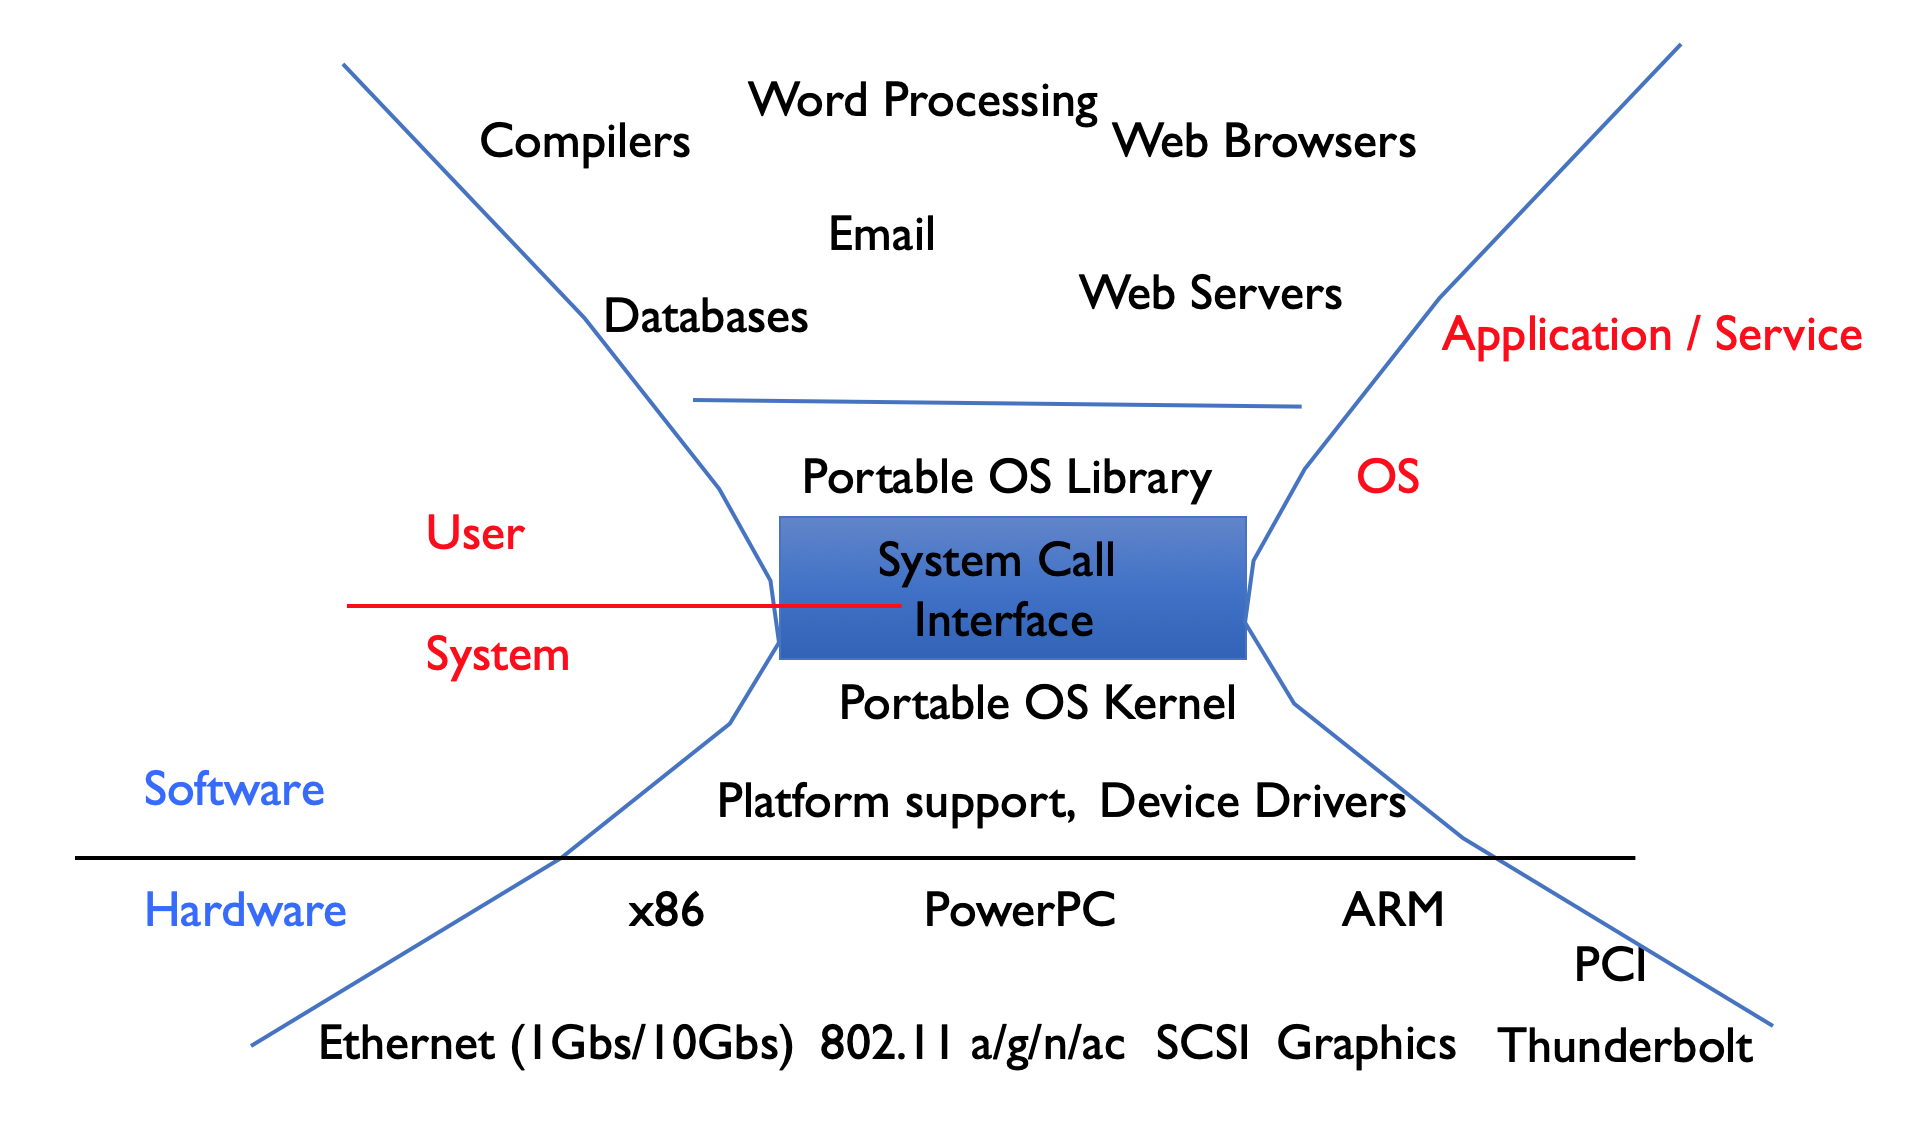 Word Processing
Compilers
Web Browsers
Email
Databases
Web Servers
Application / Service
Portable OS Library
OS
User
System Call
Interface
System
Portable OS Kernel
Software
Platform support, Device Drivers
Hardware
x86
PowerPC
ARM
PCI
Ethernet (1Gbs/10Gbs)
802.11 a/g/n/ac
SCSI
Graphics
Thunderbolt